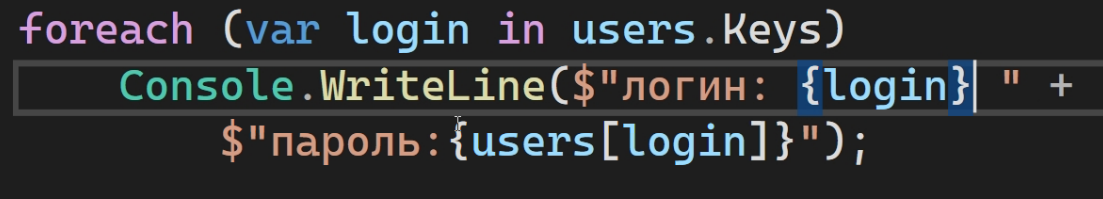 foreach (var login in users.Keys)
Console.WriteLine($"логин: {login} " +
$"пароль:{users[login]}");